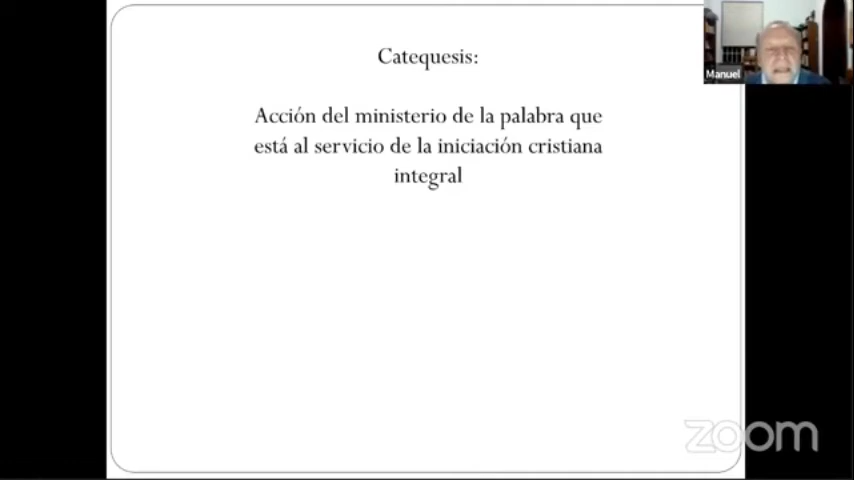 Catequesis:
Acción del ministerio de la palabra que
está al servicio de la iniciación cristiana
integral
Manuel
zoom